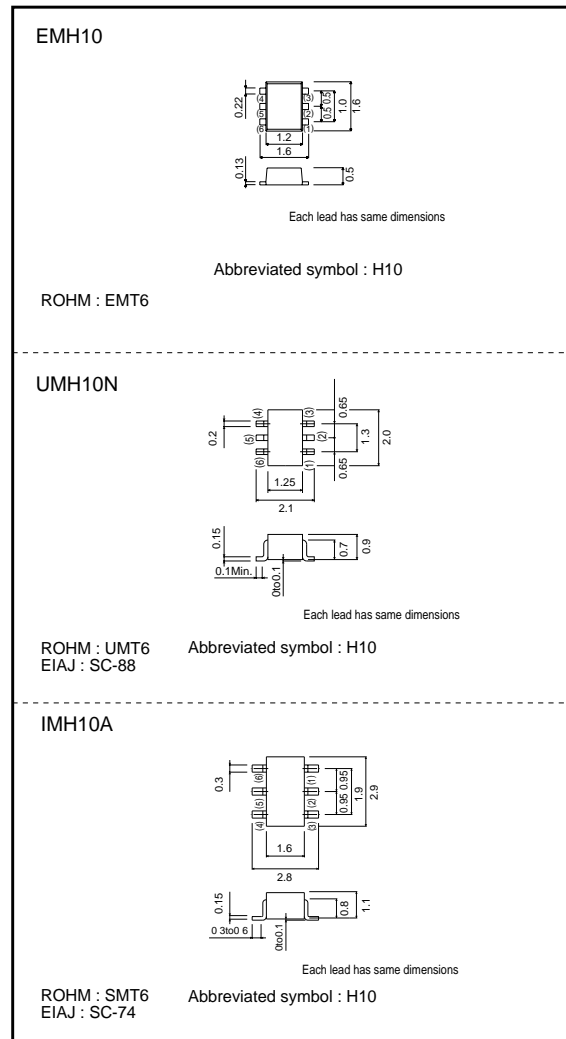 EMH10
0.22
(4)
(3)
(5)
(2)
(6)
(1)
0.5 0.5
1.0
1.6
1.2
1.6
0.13
0.5
Each lead has same dimensions
Abbreviated symbol : H10
ROHM : EMT6
UMH10N
0.2
(4)
(3)
(5)
(2)
(6)
(1)
0.65
1.3
2.0
0.65
1.25
2.1
0.15
0.1Min.
0to0.1
0.7
0.9
Each lead has same dimensions
ROHM : UMT6 Abbreviated symbol : H10
EIAJ : SC-88
IMH10A
0.3
(6)
(1)
(5)
(2)
(4)
(3)
0.95 0.95
1.9
2.9
1.6
2.8
0.15
0 3to0 6
0to0.1
0.8
1.1
Each lead has same dimensions
ROHM : SMT6 Abbreviated symbol : H10
EIAJ : SC-74